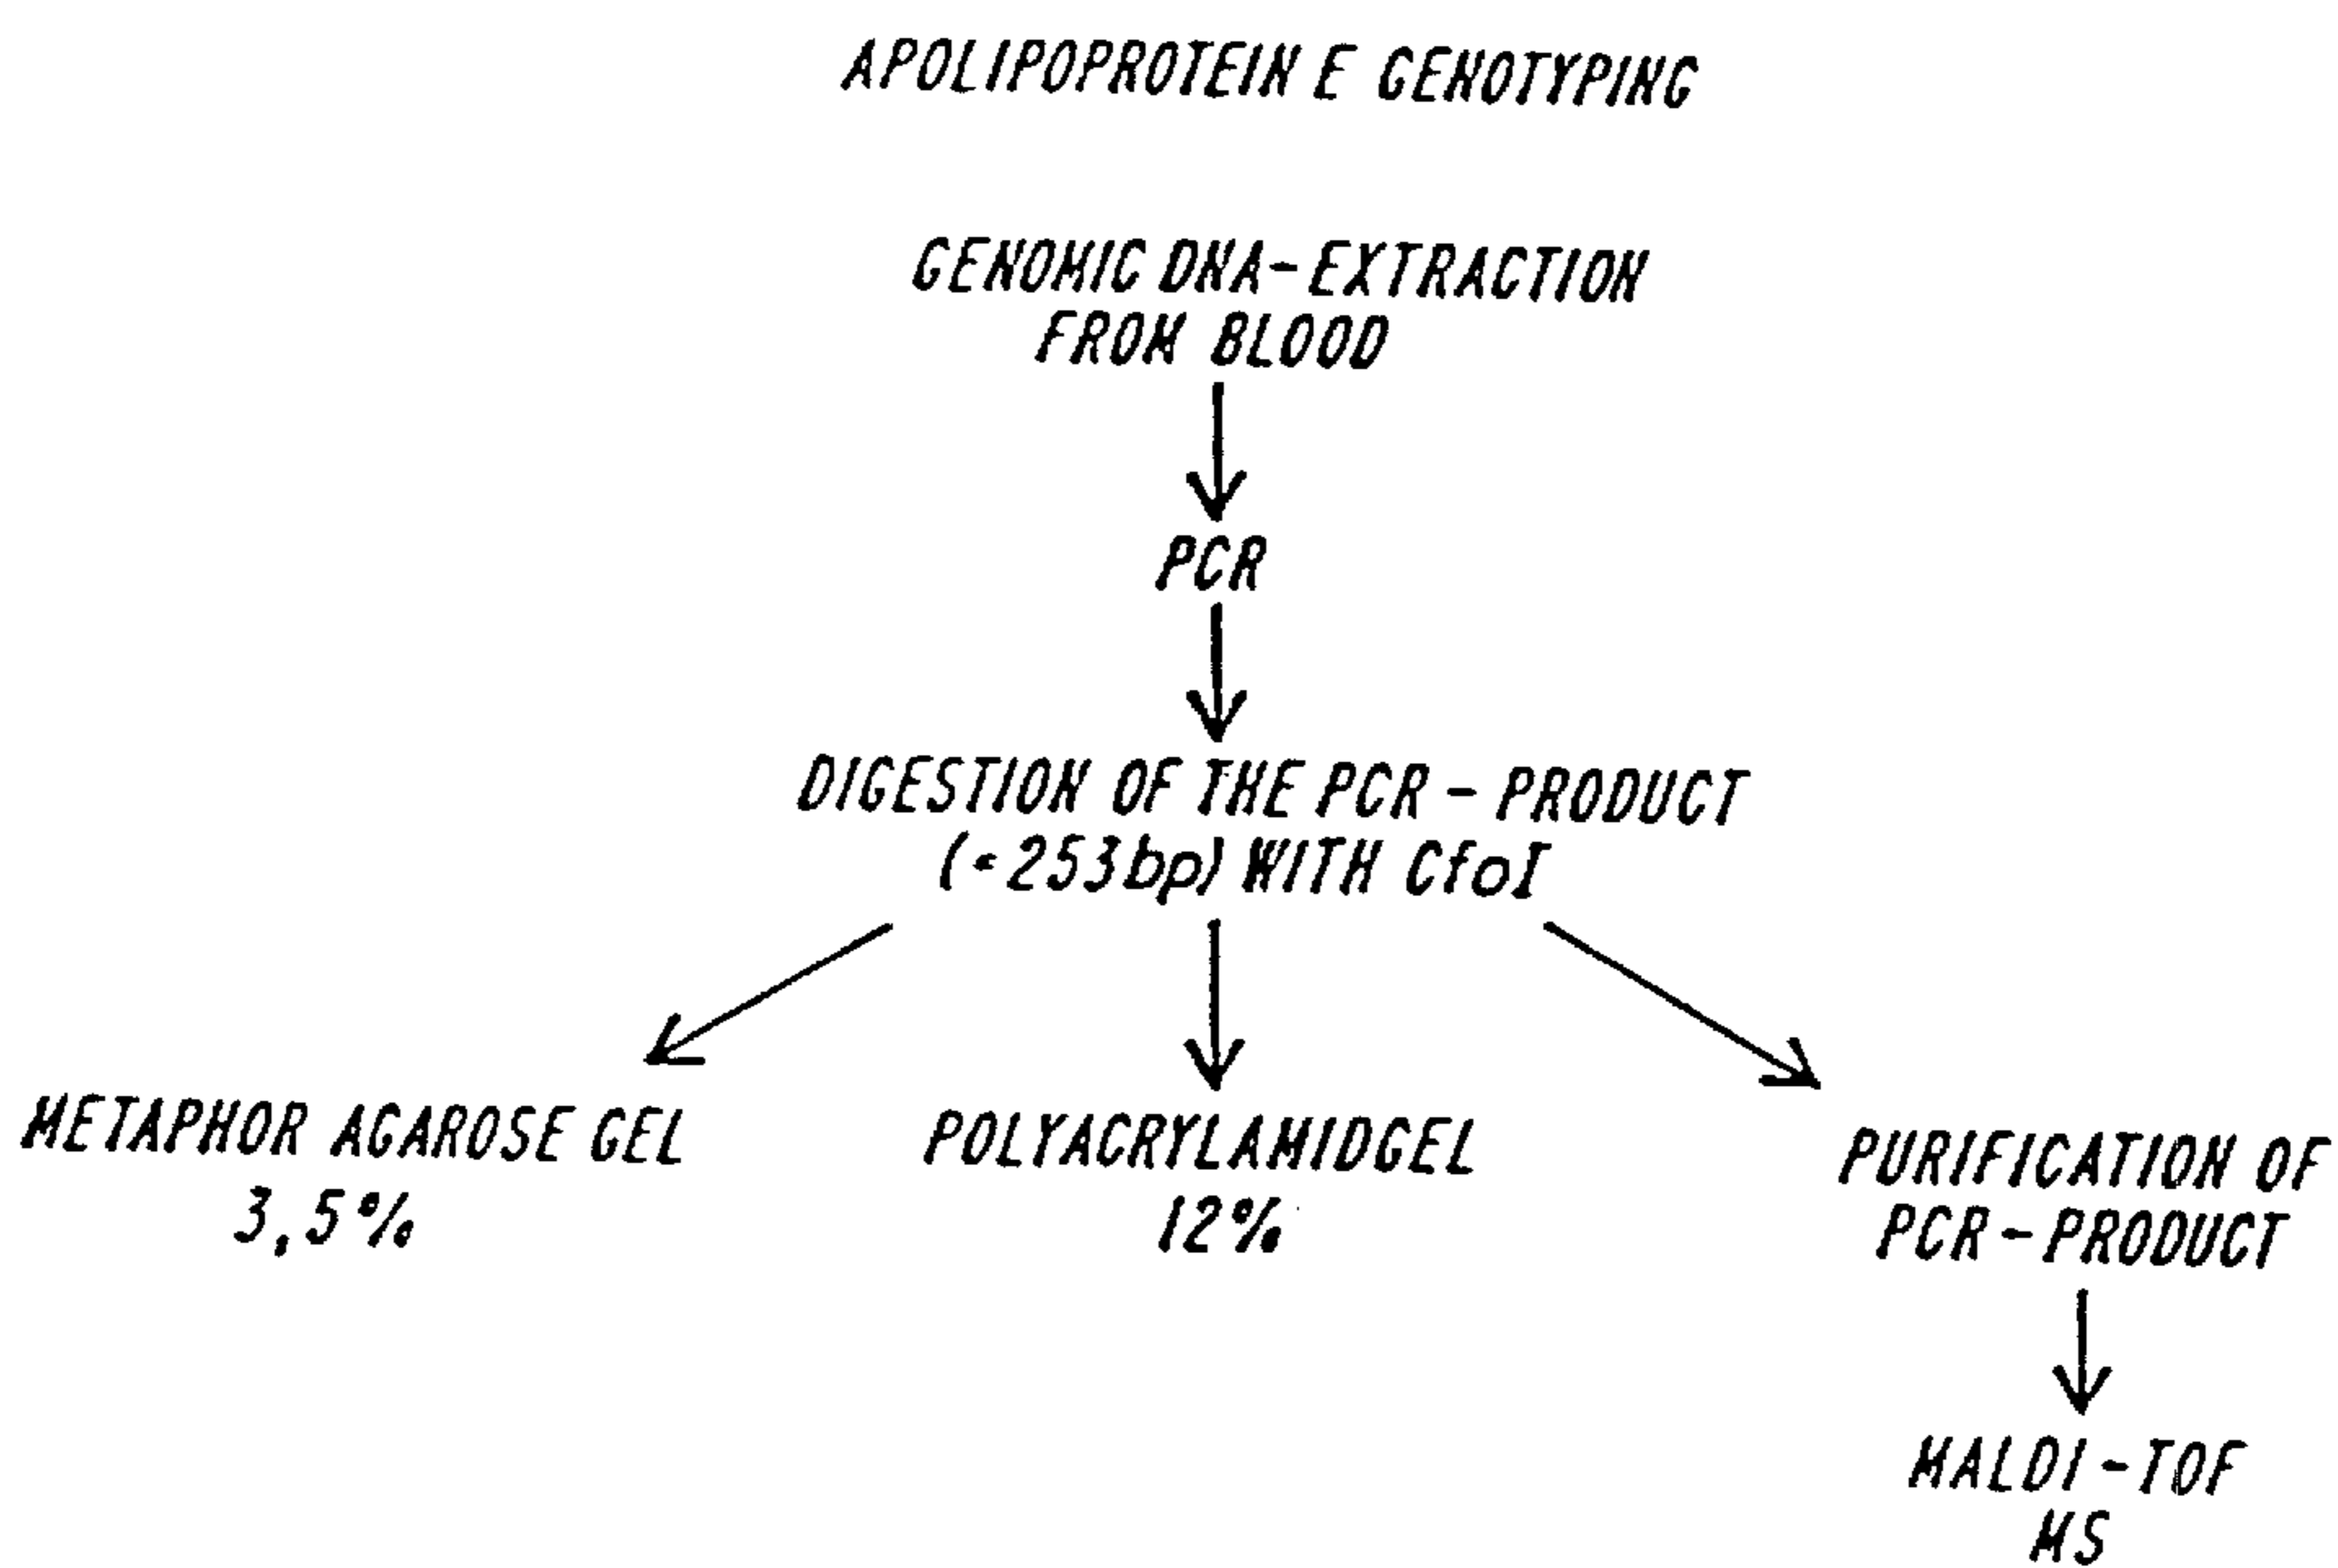 APOLIPOPROTEIN E GENOTYPING
GENOMIC DNA-EXTRACTION
FROM BLOOD
PCR
DIGESTION OF THE PCR-PRODUCT
(=253bp) WITH CfoI
METAPHOR AGAROSE GEL
3,5%
POLYACRYLAMIDGEL
12%
PURIFICATION OF
PCR-PRODUCT
MALDI-TOF
MS